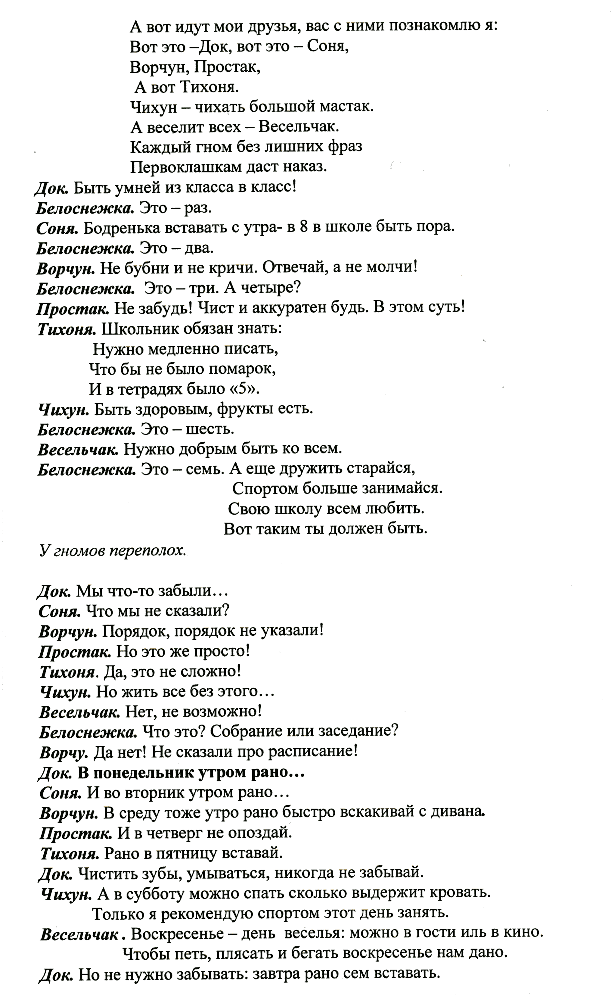 А вот идут мои друзья, вас с ними познакомлю я:
Вот это –Док, вот это – Соня,
Ворчун, Простак,
А вот Тихоня.
Чихун – чихать большой мастак.
А веселит всех – Весельчак.
Каждый гном без лишних фраз
Первоклашкам даст наказ.
Док. Быть умней из класса в класс!
Белоснежка. Это – раз.
Соня. Бодренька вставать с утра- в 8 в школе быть пора.
Белоснежка. Это – два.
Ворчун. Не бубни и не кричи. Отвечай, а не молчи!
Белоснежка. Это – три. А четыре?
Простак. Не забудь! Чист и аккуратен будь. В этом суть!
Тихоня. Школьник обязан знать:
Нужно медленно писать,
Что бы не было помарок,
И в тетрадях было «5».
Чихун. Быть здоровым, фрукты есть.
Белоснежка. Это – шесть.
Весельчак. Нужно добрым быть ко всем.
Белоснежка. Это – семь. А еще дружить старайся,
Спортом больше занимайся.
Свою школу всем любить.
Вот таким ты должен быть.
У гномов переполох.
Док. Мы что-то забыли…
Соня. Что мы не сказали?
Ворчун. Порядок, порядок не указали!
Простак. Но это же просто!
Тихоня. Да, это не сложно!
Чихун. Но жить все без этого…
Весельчак. Нет, не возможно!
Белоснежка. Что это? Собрание или заседание?
Ворчу. Да нет! Не сказали про расписание!
Док. В понедельник утром рано…
Соня. И во вторник утром рано…
Ворчун. В среду тоже утро рано быстро вскакивай с дивана.
Простак. И в четверг не опоздай.
Тихоня. Рано в пятницу вставай.
Док. Чистить зубы, умываться, никогда не забывай.
Чихун. А в субботу можно спать сколько выдержит кровать.
Только я рекомендую спортом этот день занять.
Весельчак . Воскресенье – день веселья: можно в гости иль в кино.
Чтобы петь, плясать и бегать воскресенье нам дано.
Док. Но не нужно забывать: завтра рано сем вставать.